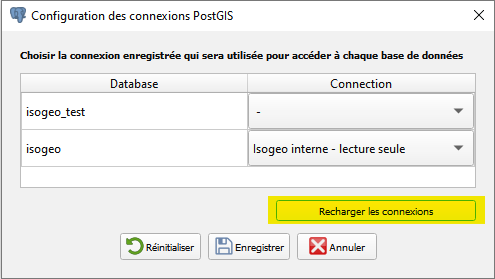 Configuration des connexions PostGIS
Choisir la connexion enregistrée qui sera utilisée pour accéder à chaque base de données
Database Connection
isogeo_test -
isogeo Isogeo interne - lecture seule
Recharger les connexions
Réinitialiser Enregistrer Annuler